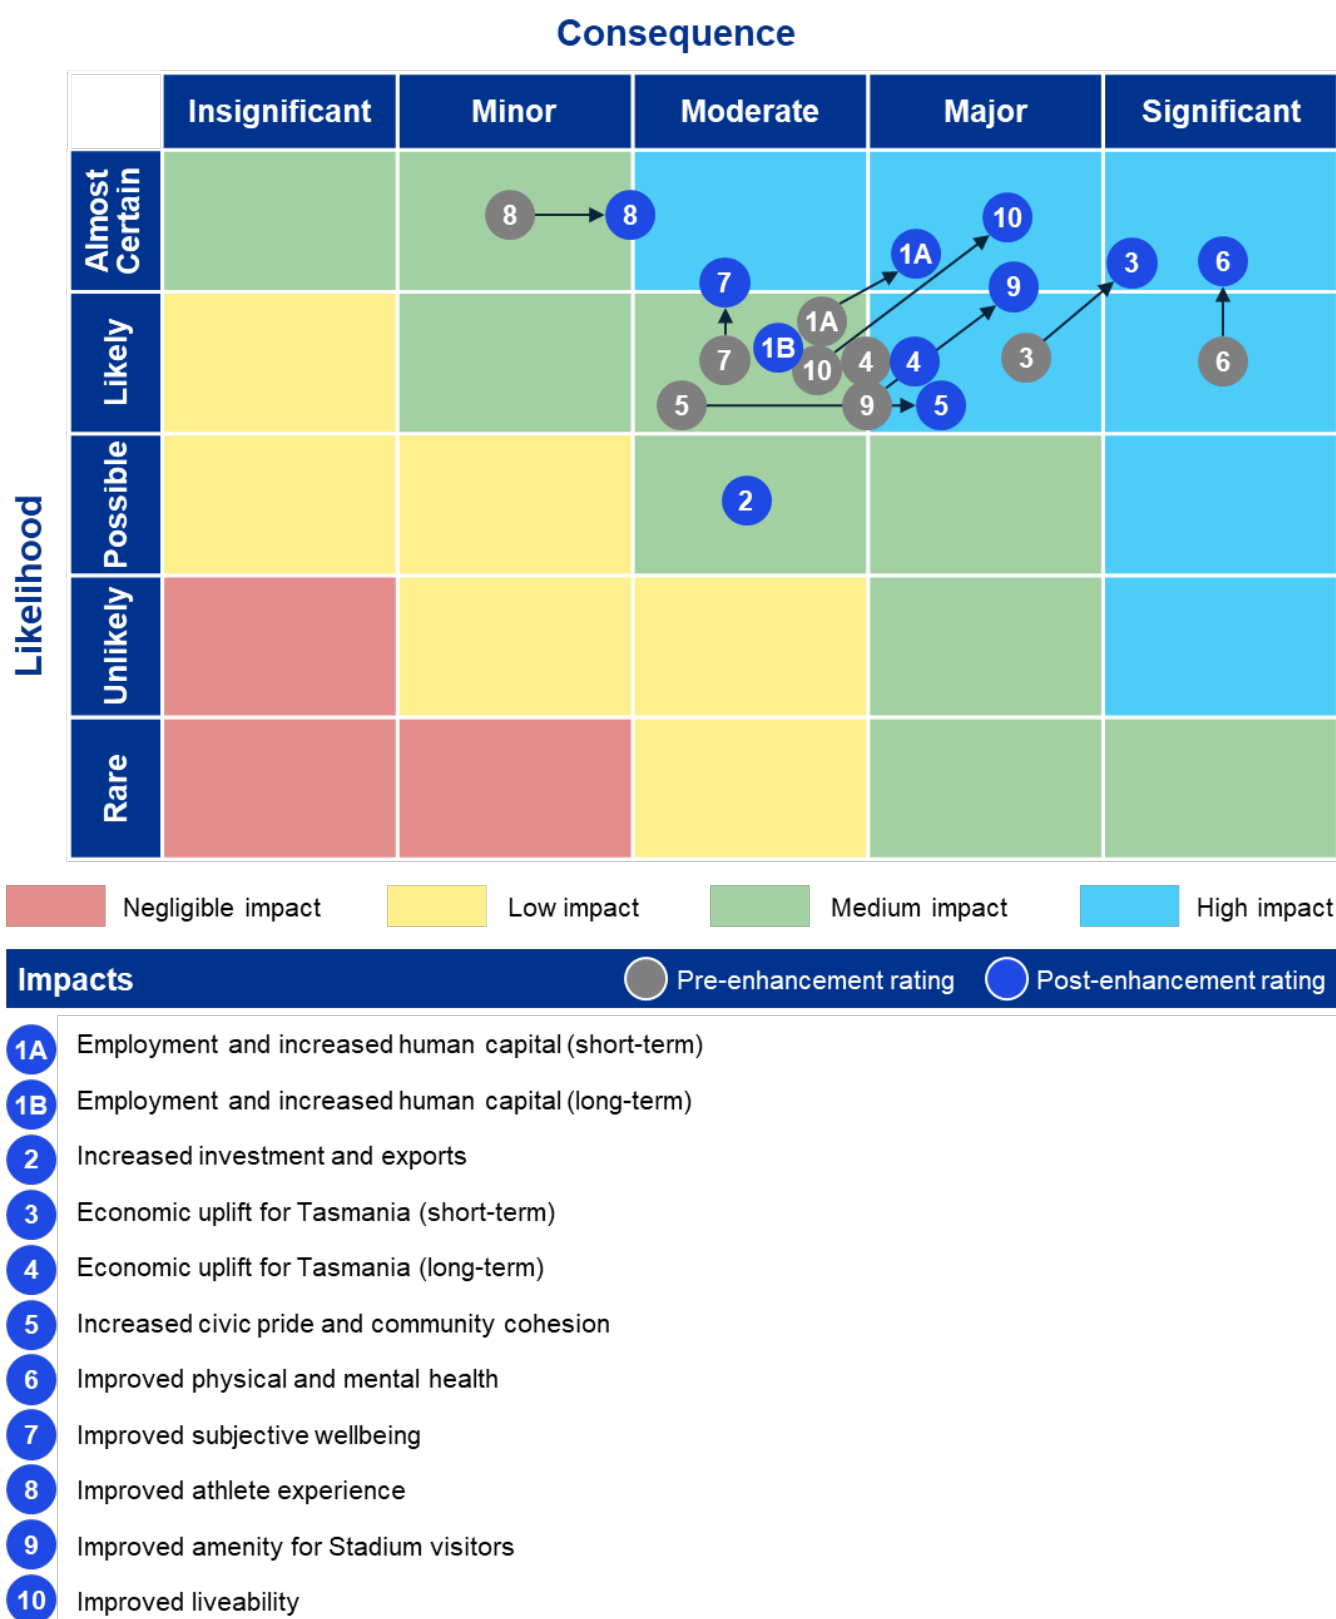 Consequence
Insignificant Minor Moderate Major Significant
Almost
Certain
8 8 10
1A
3 6
7 9
Likely
1A
1B
7 10 4 4 3 6
5 9 5
Likelihood
Possible
2
Unlikely
Rare
Negligible impact Low impact Medium impact High impact
Impacts Pre-enhancement rating Post-enhancement rating
1A Employment and increased human capital (short-term)
1B Employment and increased human capital (long-term)
2 Increased investment and exports
3 Economic uplift for Tasmania (short-term)
4 Economic uplift for Tasmania (long-term)
5 Increased civic pride and community cohesion
6 Improved physical and mental health
7 Improved subjective wellbeing
8 Improved athlete experience
9 Improved amenity for Stadium visitors
10 Improved liveability